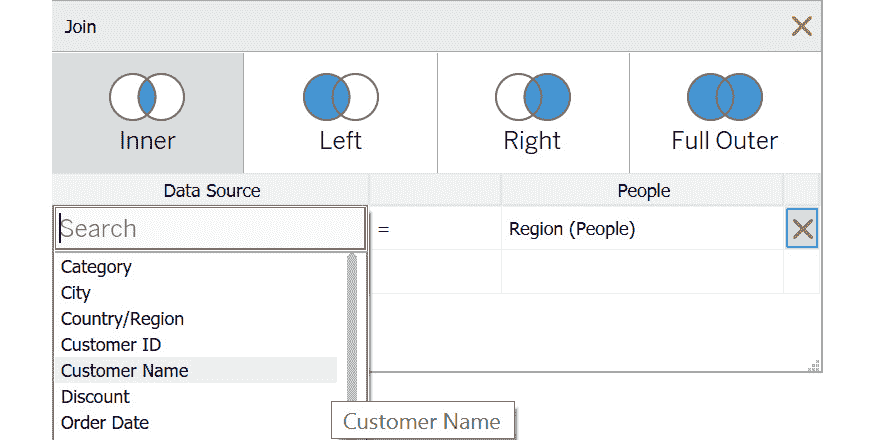 Join
Inner Left Right Full Outer
Data Source People
Search = Region (People)
Category
City
Country/Region
Customer ID
Customer Name
Discount
Customer Name
Order Date